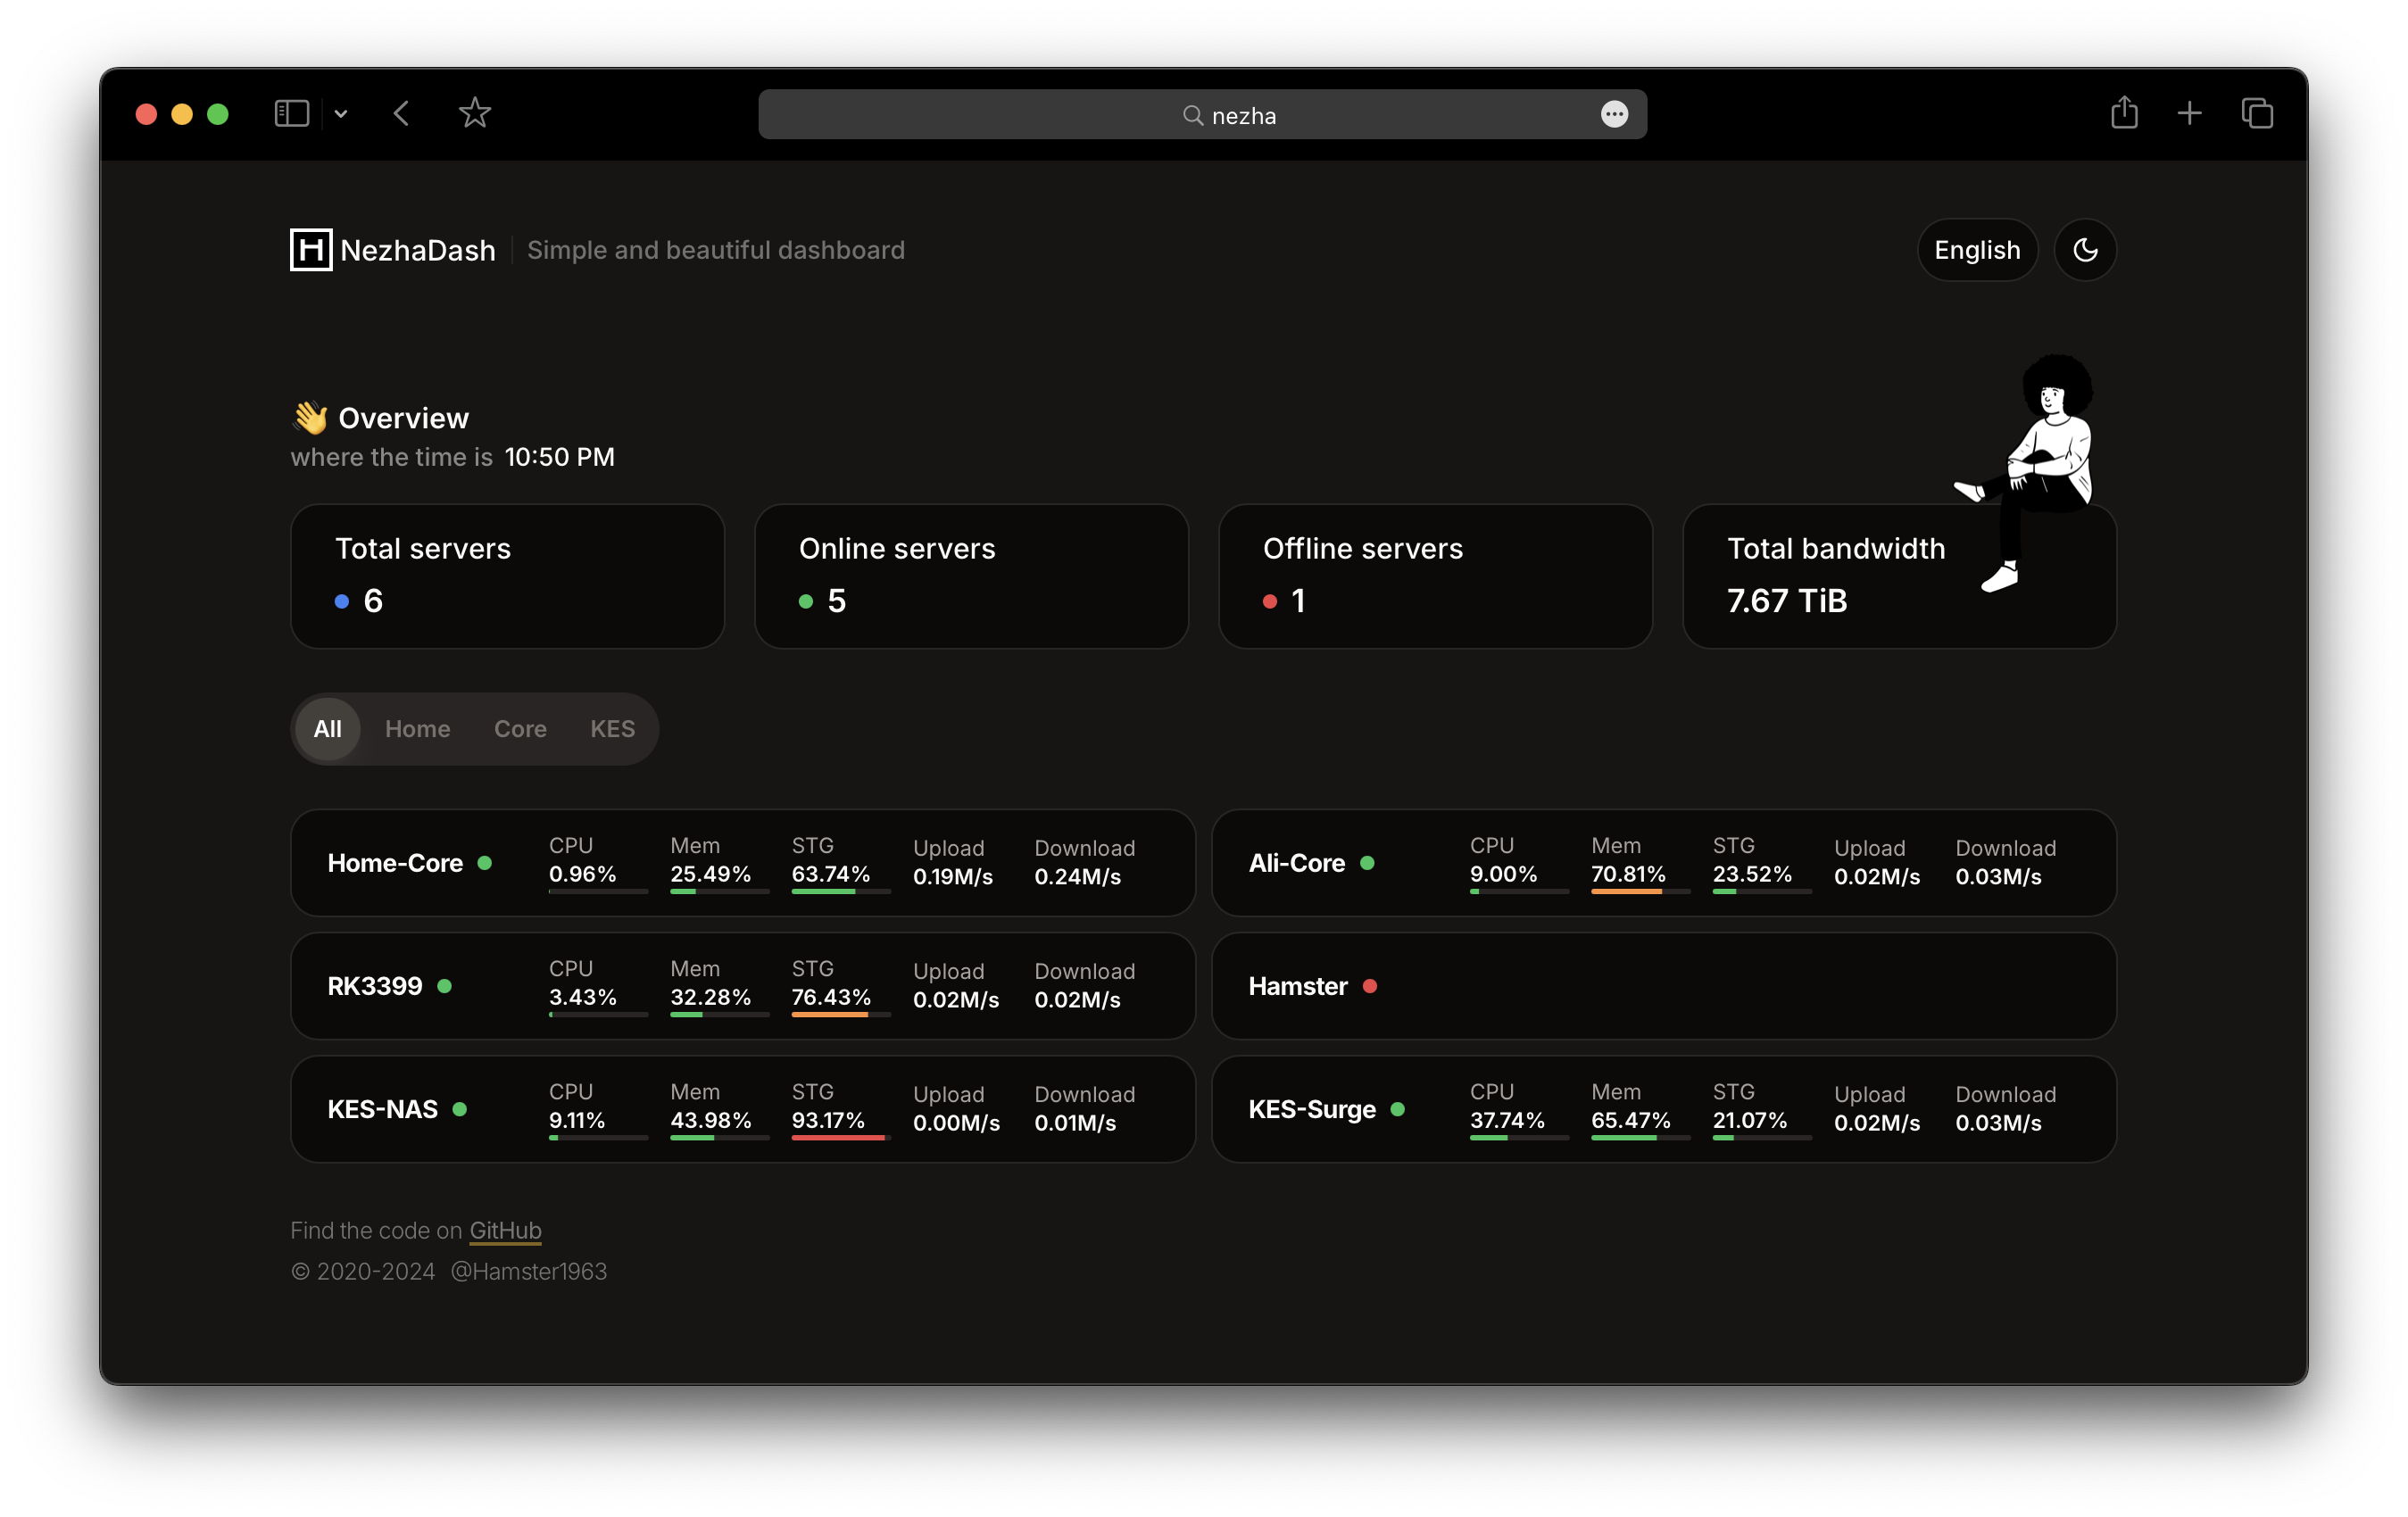 nezha
H NezhaDash Simple and beautiful dashboard English
👋 Overview
where the time is 10:50 PM
Total servers
6
Online servers
5
Offline servers
1
Total bandwidth
7.67 TiB
All Home Core KES
Home-Core
CPU Mem STG Upload Download
0.96% 25.49% 63.74% 0.19M/s 0.24M/s
Ali-Core
CPU Mem STG Upload Download
9.00% 70.81% 23.52% 0.02M/s 0.03M/s
RK3399
CPU Mem STG Upload Download
3.43% 32.28% 76.43% 0.02M/s 0.02M/s
Hamster
KES-NAS
CPU Mem STG Upload Download
9.11% 43.98% 93.17% 0.00M/s 0.01M/s
KES-Surge
CPU Mem STG Upload Download
37.74% 65.47% 21.07% 0.02M/s 0.03M/s
Find the code on GitHub
© 2020-2024 @Hamster1963